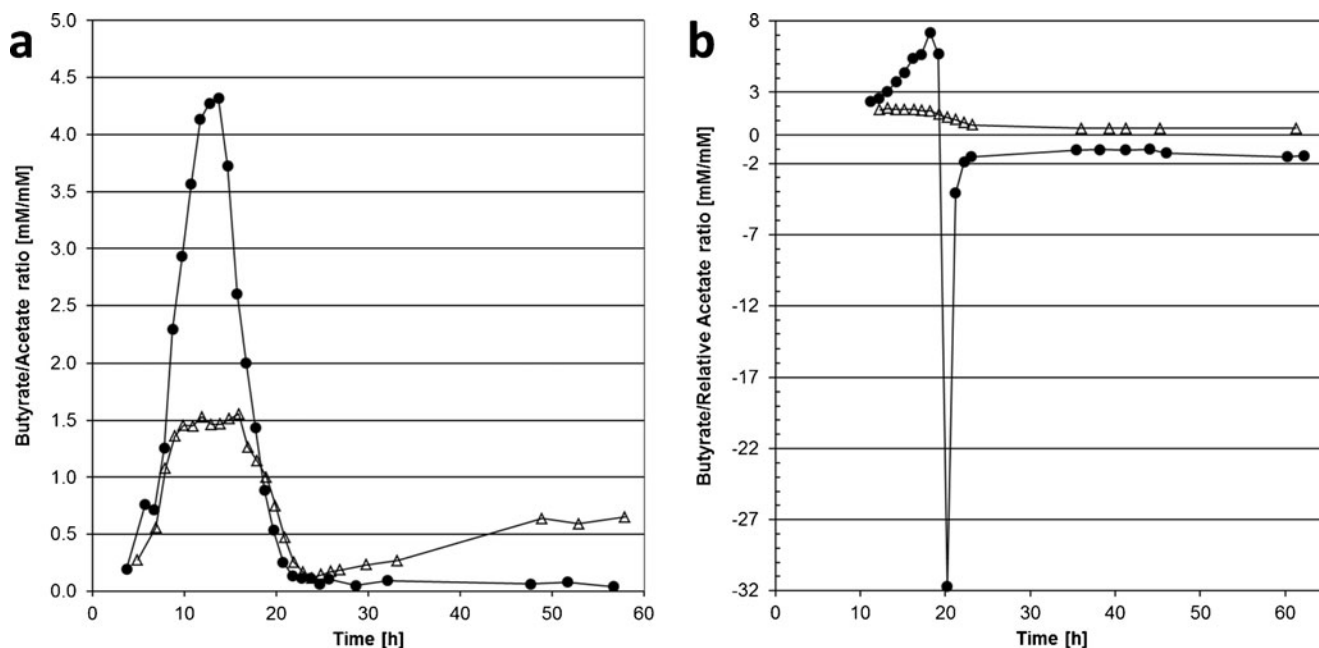 a
Butyrate/Acetate ratio [mM/mM]
5.0
4.5
4.0
3.5
3.0
2.5
2.0
1.5
1.0
0.5
0.0
0 10 20 30 40 50 60
Time [h]
b
Butyrate/Relative Acetate ratio [mM/mM]
8
3
0
-2
-7
-12
-17
-22
-27
-32
0 10 20 30 40 50 60
Time [h]